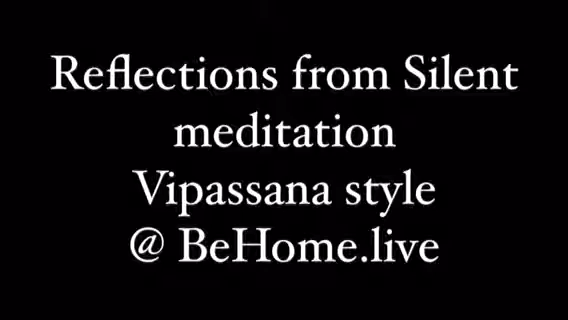 Reflections from Silent
meditation
Vipassana style
@ BeHome.live